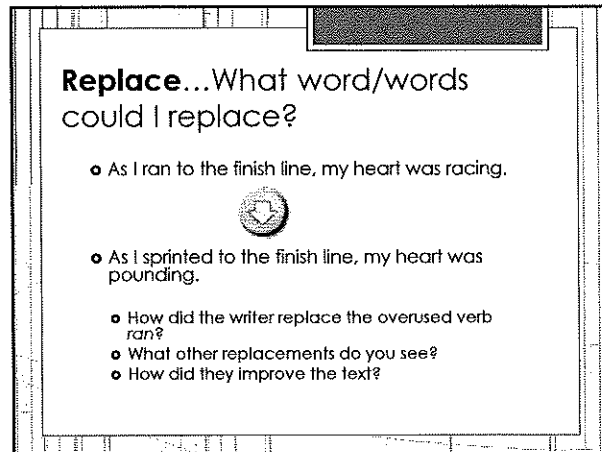 Replace...What word/words
could I replace?
As I ran to the finish line, my heart was racing.
As I sprinted to the finish line, my heart was
pounding.
How did the writer replace the overused verb
ran?
What other replacements do you see?
How did they improve the text?